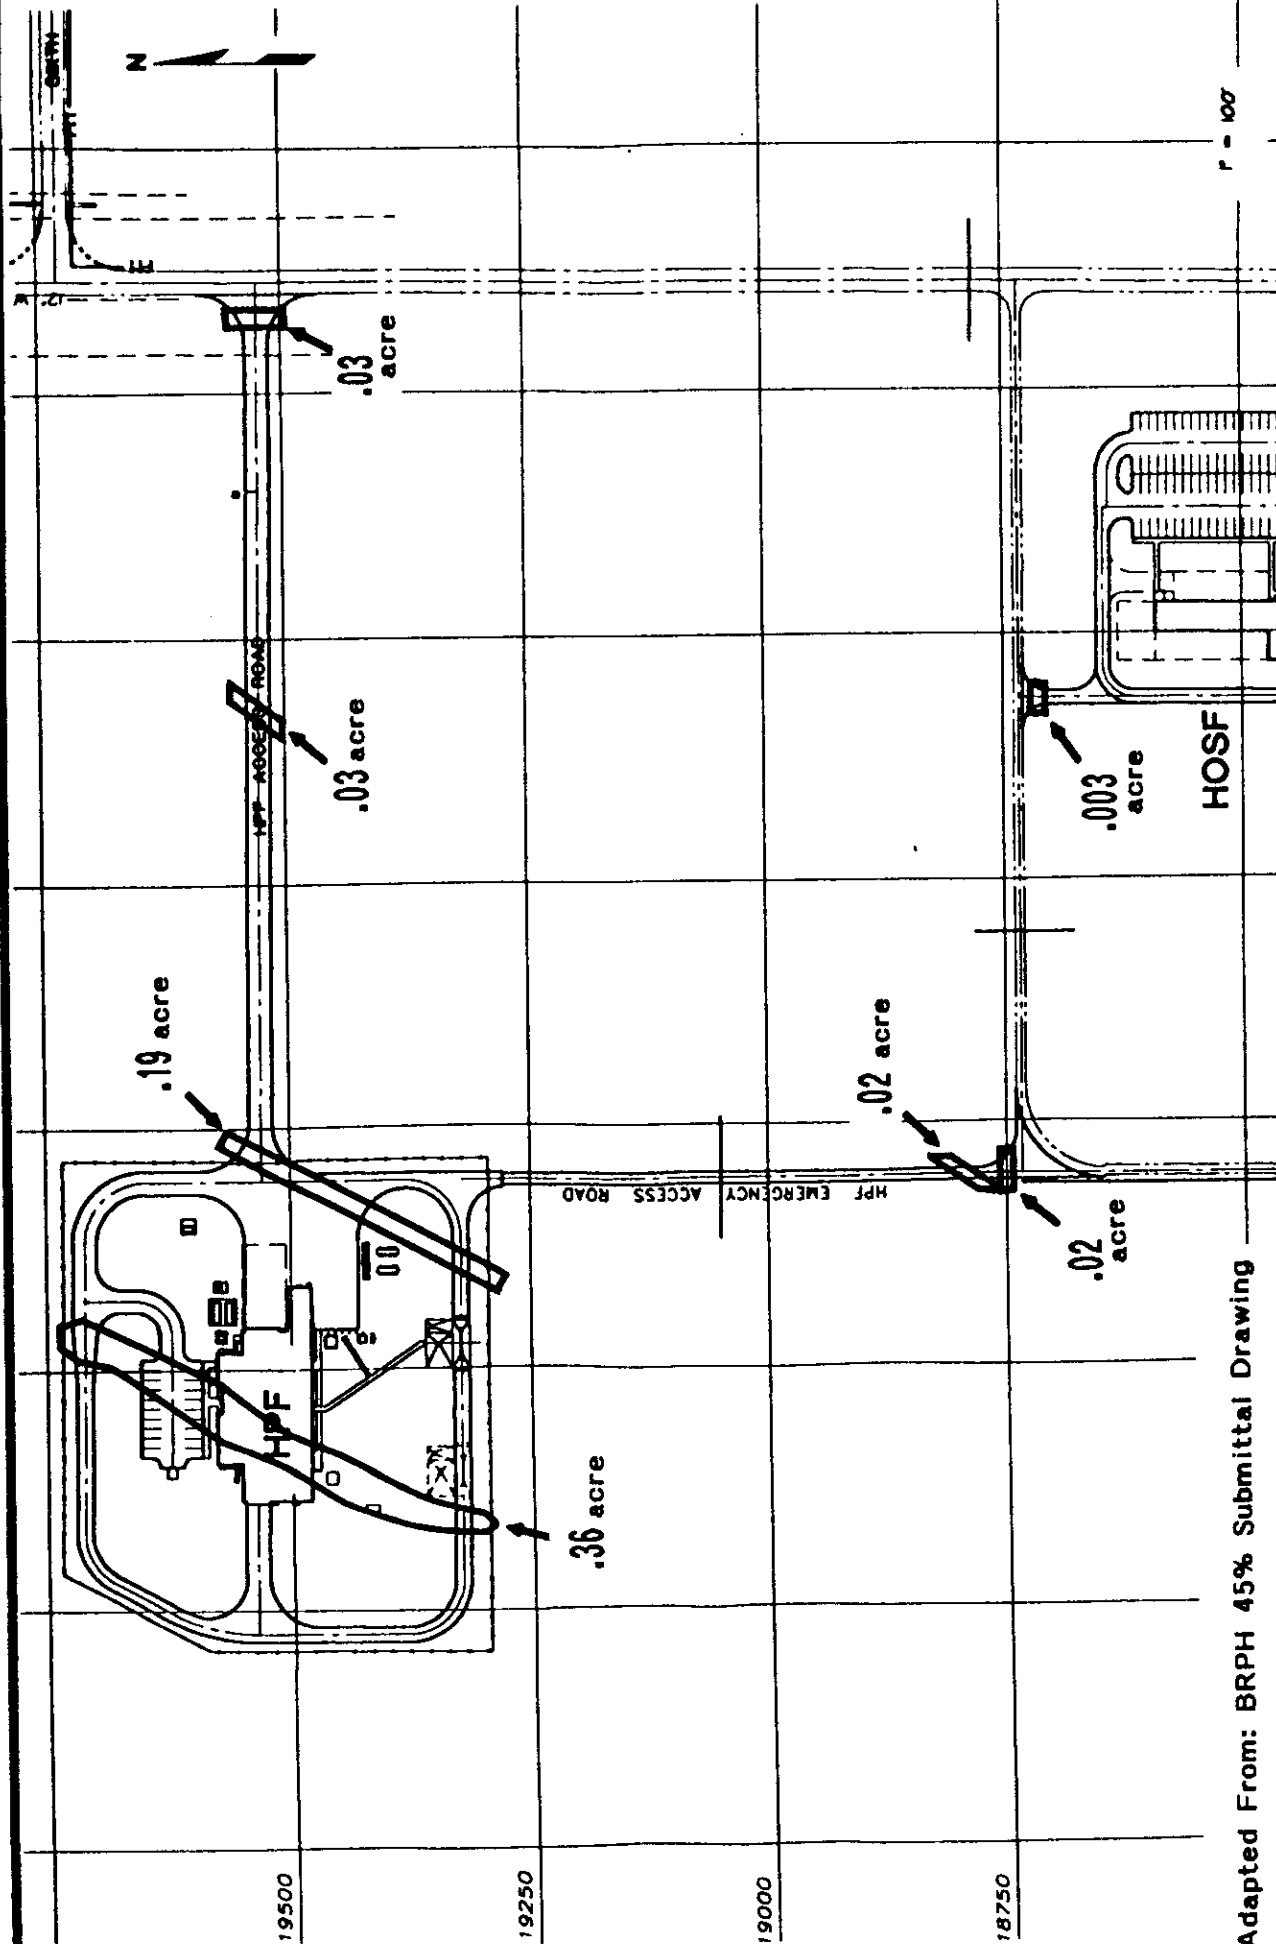 N
.03
acre
HPF ACCESS ROAD
.03 acre
.19 acre
HPF
.36 acre
HPF EMERGENCY ACCESS ROAD
.02 acre
.02
acre
.003
acre
HOSF
19500
19250
19000
18750
Adapted From: BRPH 45% Submittal Drawing